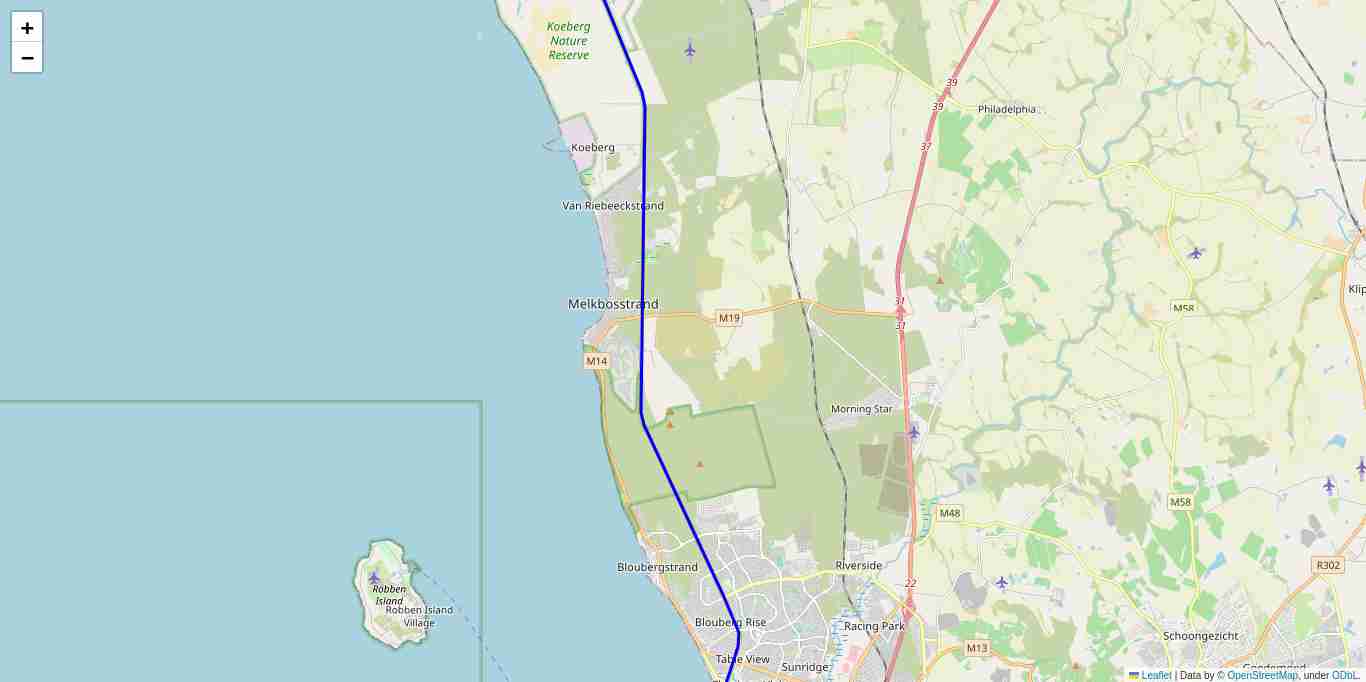 +
−
Koeberg
Nature
Reserve
39
39
Philadelphia
37
Koeberg
Van Riebeeckstrand
Melkbosstrand
31
31
M19
M58
Klip
M14
Morning Star
M58
M48
Bloubergstrand
Riverside
22
R302
Robben
Island
Robben Island
Village
Blouberg Rise
Racing Park
Schoongezicht
M13
Table View
Sunridge
Leaflet | Data by © OpenStreetMap, under ODbL.